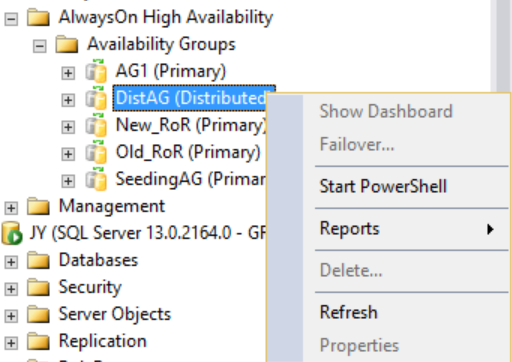 AlwaysOn High Availability
Availability Groups
AG1 (Primary)
DistAG (Distributed
New_RoR (Primary)
Old_RoR (Primary)
SeedingAG (Primar
Management
JY (SQL Server 13.0.2164.0 - GF
Databases
Security
Server Objects
Replication
Show Dashboard
Failover...
Start PowerShell
Reports
Delete...
Refresh
Properties